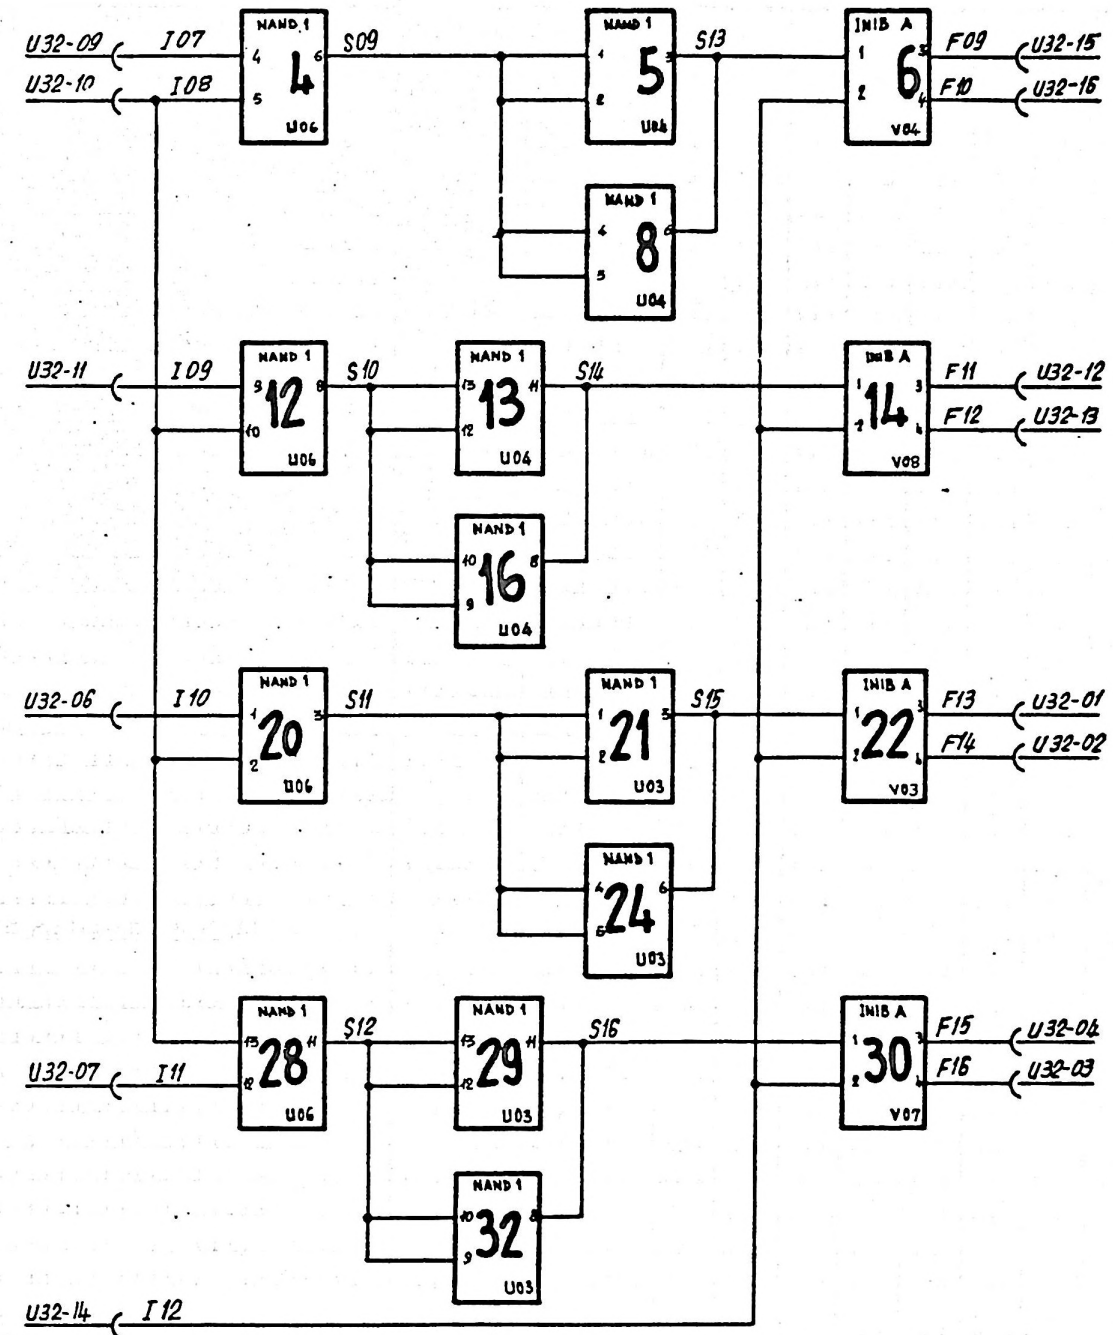 NAND 1 NAND 1 INIB A
U32-09 I07 4 4 6 S09 1 5 3 S13 1 6 3 F09 U32-15
U32-10 I08 5 2 2 4 F10 U32-16
U06 U04 V04
NAND 1
4 8 6
5
U04
NAND 1 NAND 1 INIB A
U32-11 I09 9 12 8 S10 13 13 11 S14 1 14 3 F11 U32-12
10 12 2 4 F12 U32-13
U06 U04 V08
NAND 1
10 16 8
9
U04
NAND 1 NAND 1 INIB A
U32-06 I10 1 20 3 S11 1 21 3 S15 1 22 3 F13 U32-01
2 2 2 4 F14 U32-02
U06 U03 V03
NAND 1
4 24 6
5
U03
NAND 1 NAND 1 INIB A
13 28 11 S12 13 29 11 S16 1 30 3 F15 U32-04
U32-07 I11 12 12 2 4 F16 U32-03
U06 U03 V07
NAND 1
10 32 8
9
U03
U32-14 I12